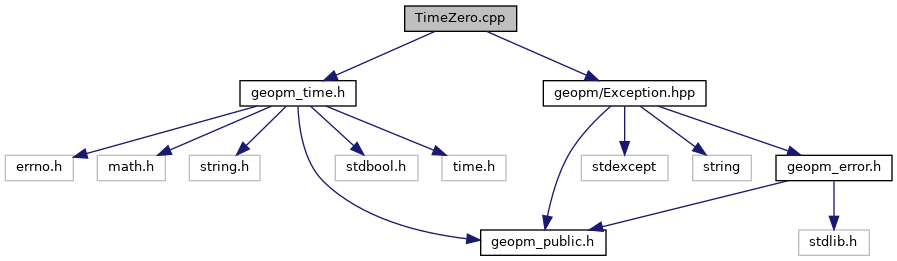 TimeZero.cpp
geopm_time.h
geopm/Exception.hpp
errno.h
math.h
string.h
stdbool.h
time.h
stdexcept
string
geopm_error.h
geopm_public.h
stdlib.h